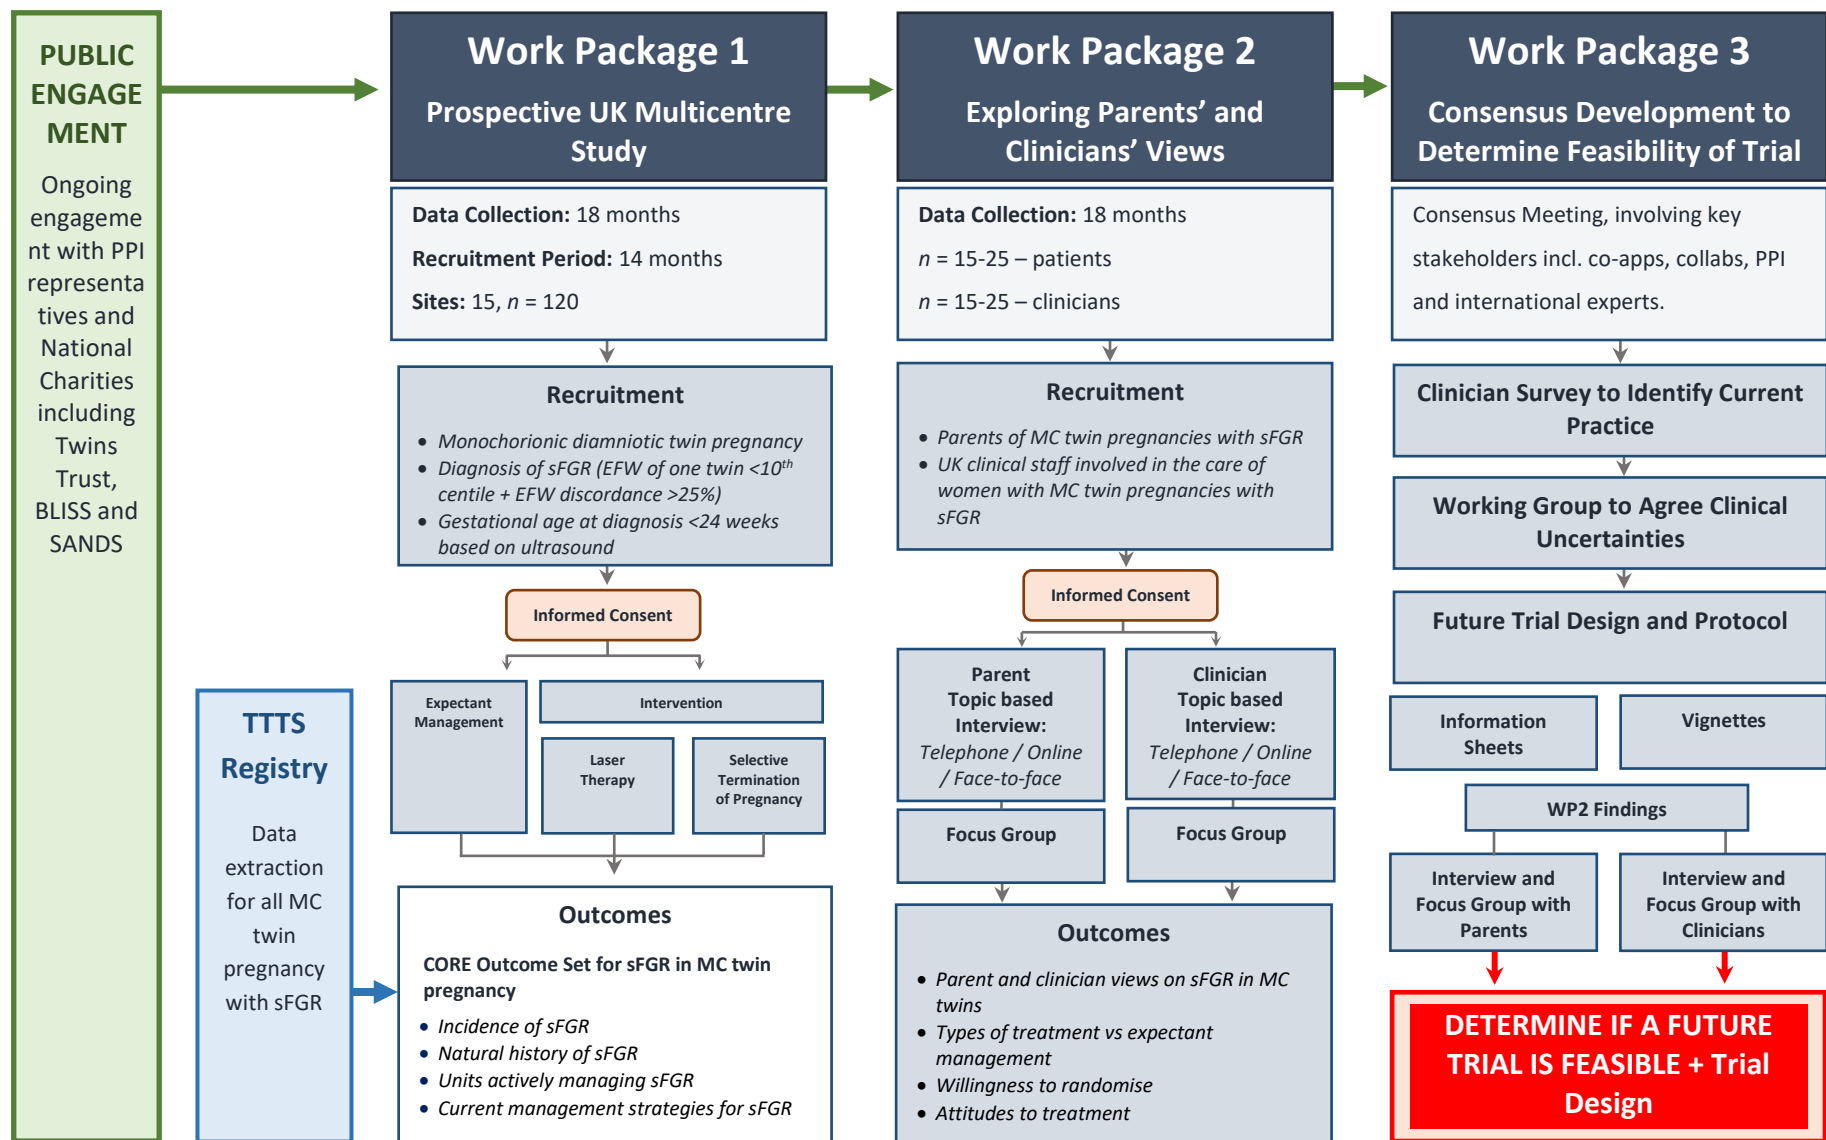 PUBLIC
ENGAGE
MENT
Ongoing
engageme
nt with PPI
representa
tives and
National
Charities
including
Twins
Trust,
BLISS and
SANDS
TTTS
Registry
Data
extraction
for all MC
twin
pregnancy
with sFGR
Work Package 1
Prospective UK Multicentre
Study
Data Collection: 18 months
Recruitment Period: 14 months
Sites: 15, n = 120
Recruitment
• Monochorionic diamniotic twin pregnancy
• Diagnosis of sFGR (EFW of one twin <10th
centile + EFW discordance >25%)
• Gestational age at diagnosis <24 weeks
based on ultrasound
Informed Consent
Expectant
Management
Intervention
Laser
Therapy
Selective
Termination
of Pregnancy
Outcomes
CORE Outcome Set for sFGR in MC twin
pregnancy
• Incidence of sFGR
• Natural history of sFGR
• Units actively managing sFGR
• Current management strategies for sFGR
Work Package 2
Exploring Parents’ and
Clinicians’ Views
Data Collection: 18 months
n = 15-25 – patients
n = 15-25 – clinicians
Recruitment
• Parents of MC twin pregnancies with sFGR
• UK clinical staff involved in the care of
women with MC twin pregnancies with
sFGR
Informed Consent
Parent
Topic based
Interview:
Telephone / Online
/ Face-to-face
Focus Group
Clinician
Topic based
Interview:
Telephone / Online
/ Face-to-face
Focus Group
Outcomes
• Parent and clinician views on sFGR in MC
twins
• Types of treatment vs expectant
management
• Willingness to randomise
• Attitudes to treatment
Work Package 3
Consensus Development to
Determine Feasibility of Trial
Consensus Meeting, involving key
stakeholders incl. co-apps, collabs, PPI
and international experts.
Clinician Survey to Identify Current
Practice
Working Group to Agree Clinical
Uncertainties
Future Trial Design and Protocol
Information
Sheets
Vignettes
WP2 Findings
Interview and
Focus Group with
Parents
Interview and
Focus Group with
Clinicians
DETERMINE IF A FUTURE
TRIAL IS FEASIBLE + Trial
Design